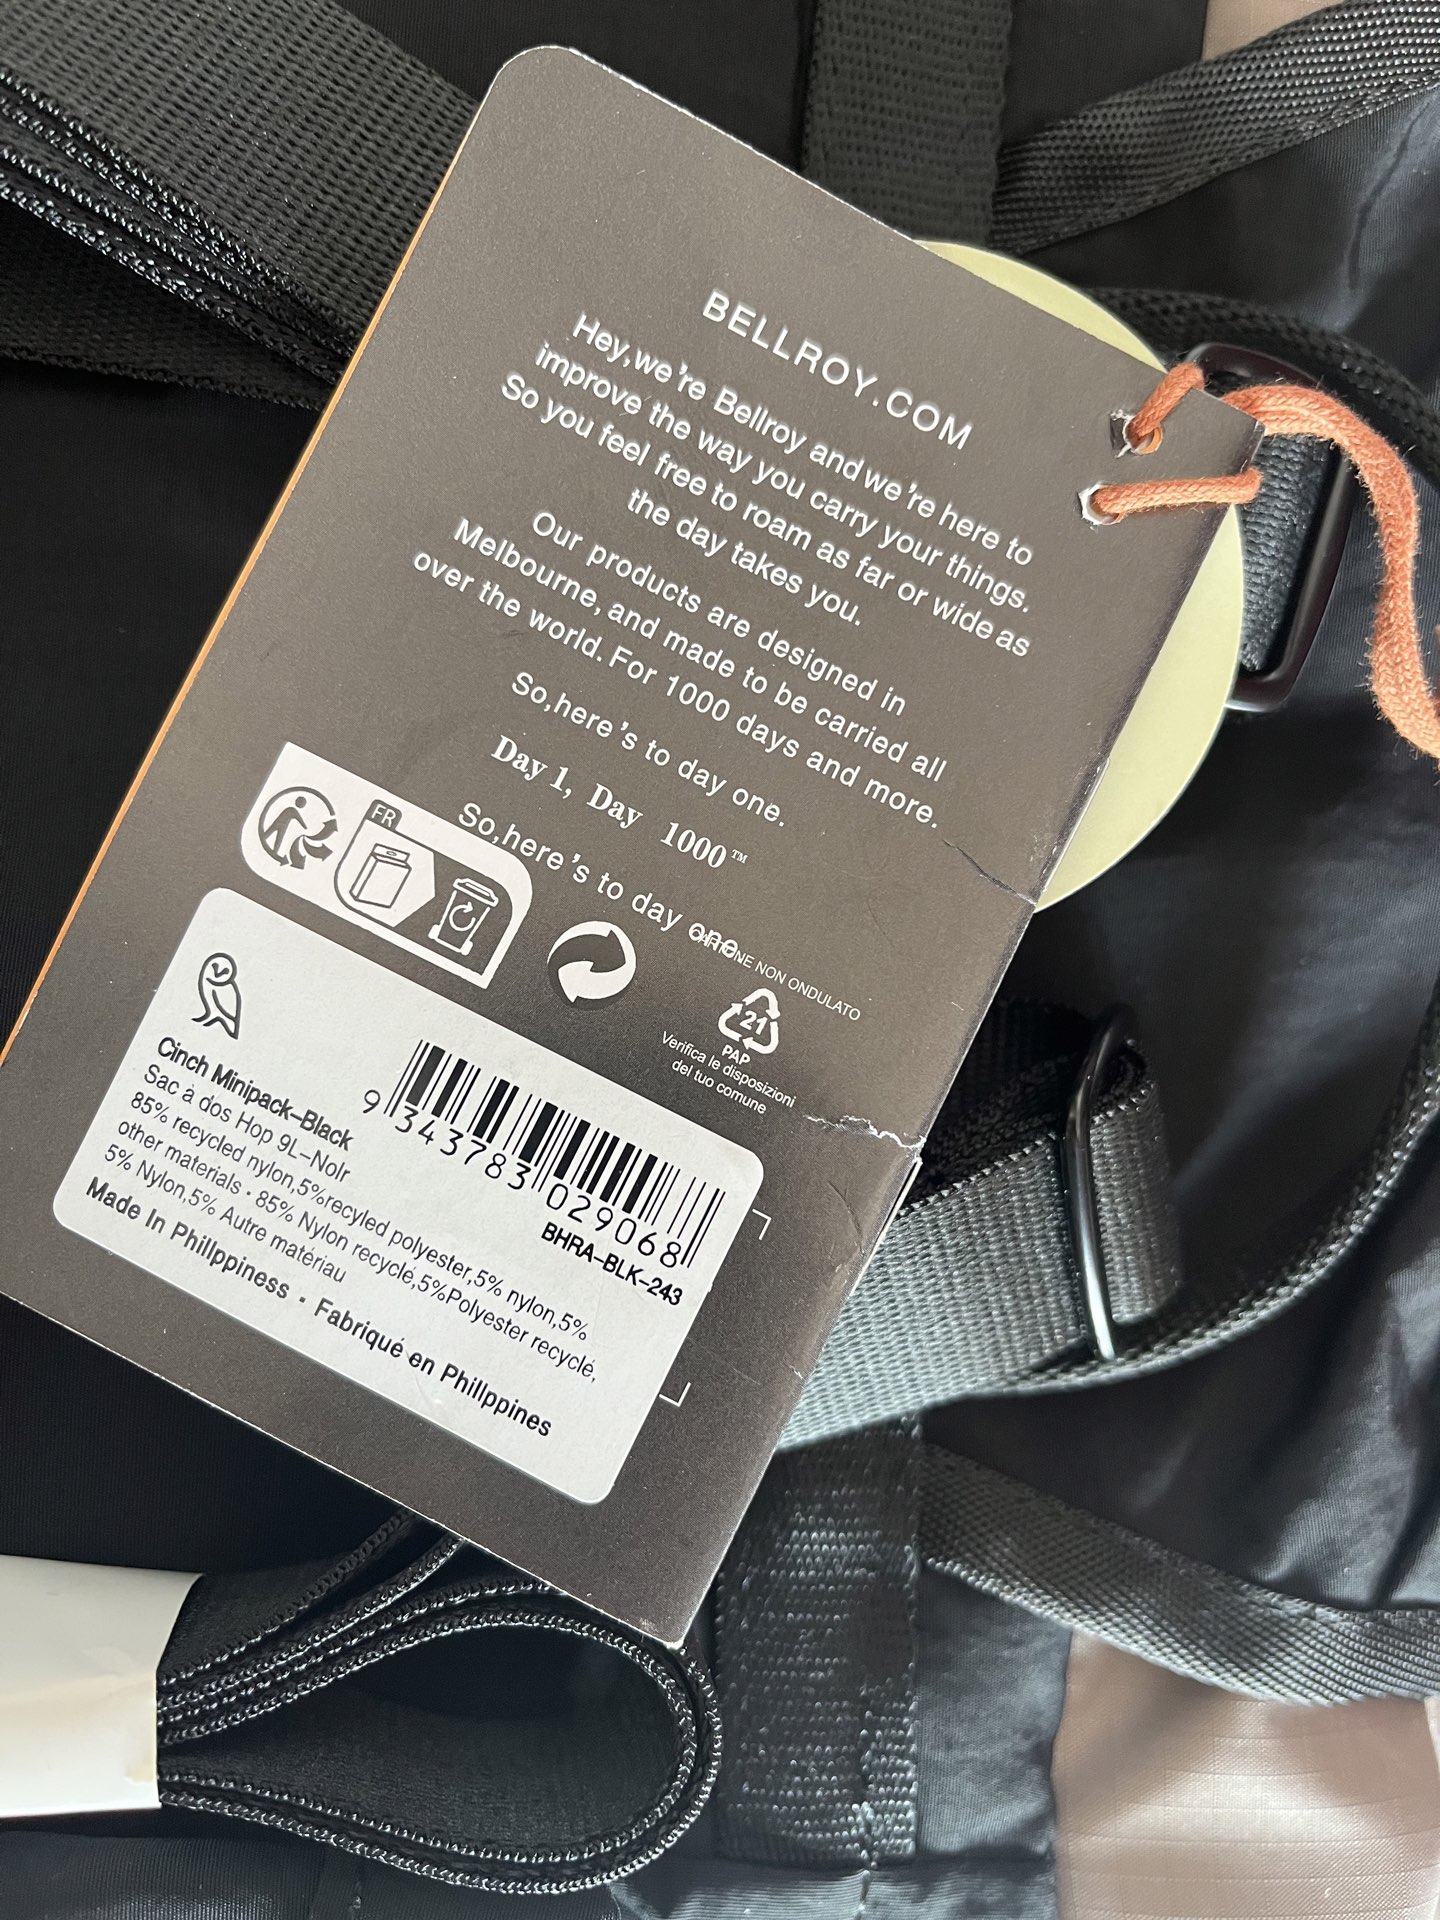 BELLROY.COM
Hey,we're Bellroy andwe're here to
improve the way you carry your things.
So you feel free to roam as far or wide as
the day takes you.
Our products are designed in
Melbourne, and made to be carried all
over the world. For 1000 days and more.
So,here's to day one.
Day 1, Day 1000™
So,here's to day one.
FR
CARTONE NON ONDULATO
21
PAP
Verifica le disposizioni
del tuo comune
Cinch Minipack–Black
Sac à dos Hop 9L–Nolr
85% recycled nylon,5%recyled polyester,5% nylon,5%
other materials · 85% Nylon recyclé,5%Polyester recyclé,
5% Nylon,5% Autre matériau
Made In Phillppiness · Fabriqué en Phillppines
9 343783 029068
BHRA–BLK–243